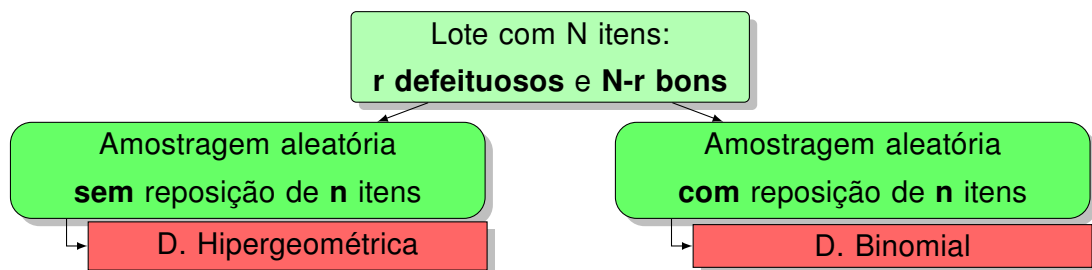 Lote com N itens:
r defeituosos e N-r bons
Amostragem aleatória
sem reposição de n itens
D. Hipergeométrica
Amostragem aleatória
com reposição de n itens
D. Binomial